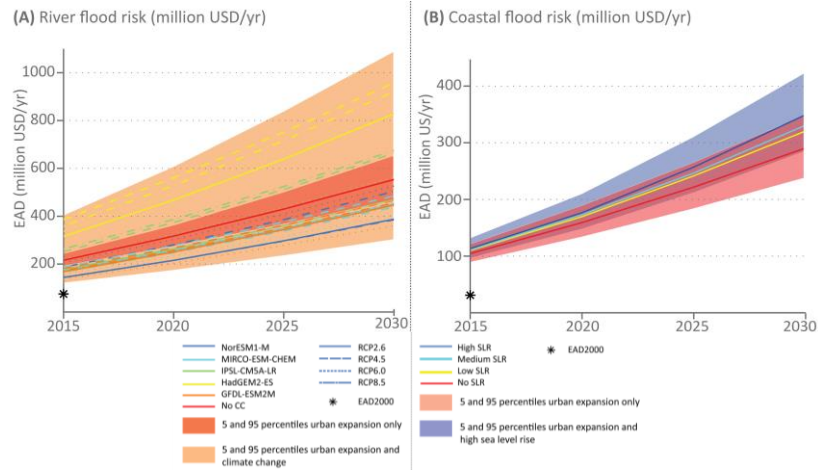 (A) River flood risk (million USD/yr)
EAD (million USD/yr)
1000
800
600
400
200
2015
2020
2025
2030
NorESM1-M
MIRCO-ESM-CHEM
IPSL-CM5A-LR
HadGEM2-ES
GFDL-ESM2M
No CC
RCP2.6
RCP4.5
RCP6.0
RCP8.5
EAD2000
5 and 95 percentiles urban expansion only
5 and 95 percentiles urban expansion and
climate change
(B) Coastal flood risk (million USD/yr)
EAD (million US/yr)
400
300
200
100
2015
2020
2025
2030
High SLR
Medium SLR
Low SLR
No SLR
EAD2000
5 and 95 percentiles urban expansion only
5 and 95 percentiles urban expansion and
high sea level rise